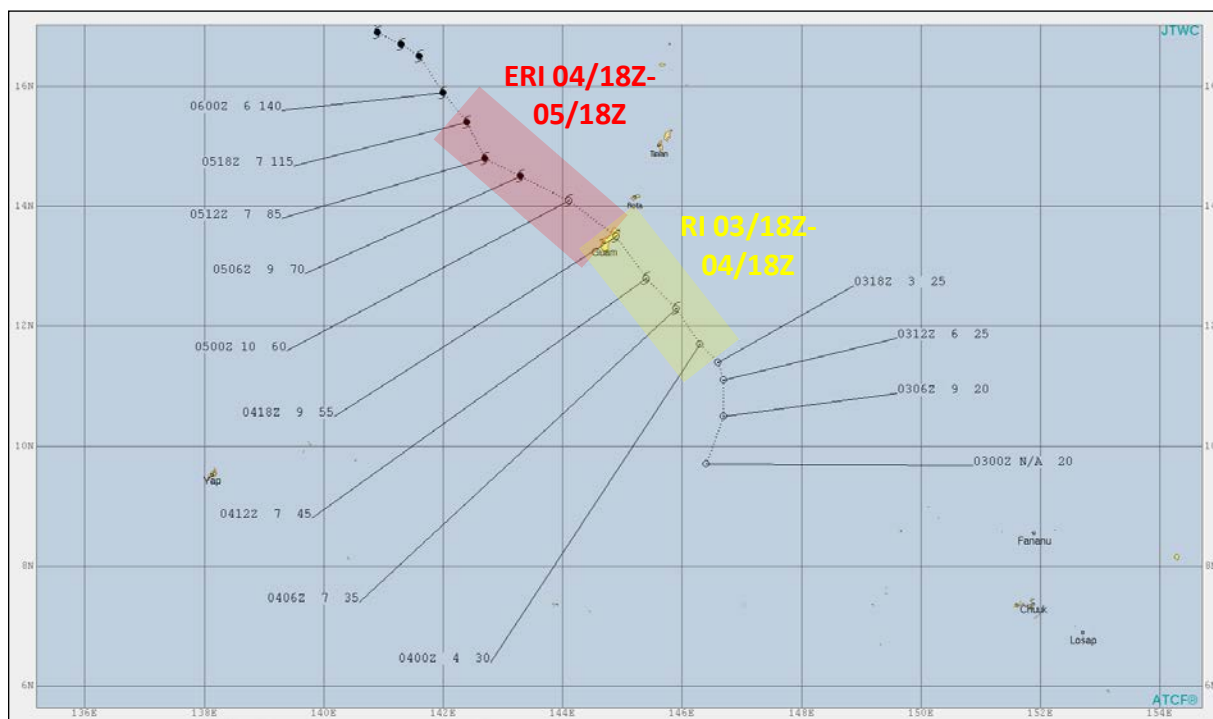 JTWC
16N
ERI 04/18Z-
05/18Z
0600Z 6 140
0518Z 7 115
Tinian
0512Z 7 85
14N
Rota
RI 03/18Z-
04/18Z
Guam
0506Z 9 70
0318Z 3 25
12N
0312Z 6 25
0500Z 10 60
0306Z 9 20
0418Z 9 55
10N
0300Z N/A 20
Yap
0412Z 7 45
Fananu
8N
8N
0406Z 7 35
Chuuk
Losap
0400Z 4 30
6N
ATCF®
136E
138E
140E
142E
144E
146E
148E
150E
152E
154E